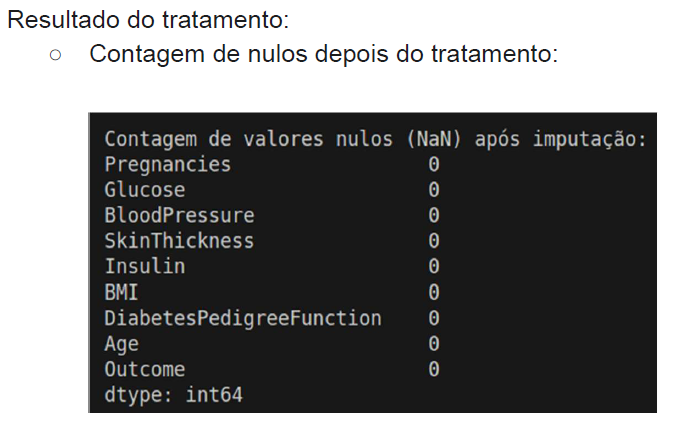 Resultado do tratamento:
○ Contagem de nulos depois do tratamento:
Contagem de valores nulos (NaN) após imputação:
Pregnancies 0
Glucose 0
BloodPressure 0
SkinThickness 0
Insulin 0
BMI 0
DiabetesPedigreeFunction 0
Age 0
Outcome 0
dtype: int64